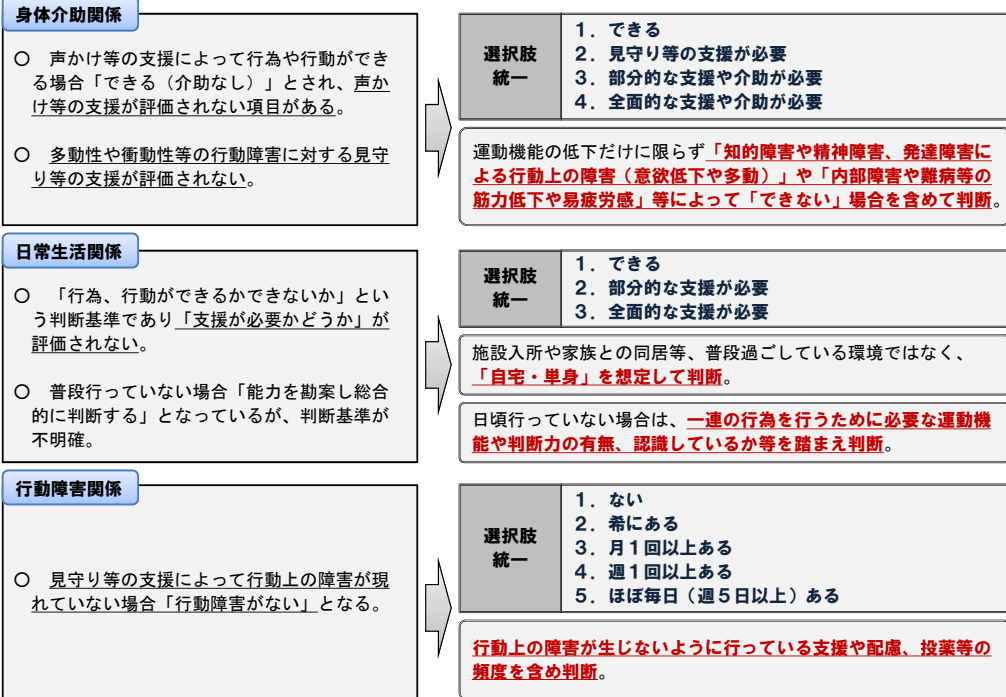 身体介助関係
○　声かけ等の支援によって行為や行動ができ
る場合「できる（介助なし）」とされ、声か
け等の支援が評価されない項目がある。
○　多動性や衝動性等の行動障害に対する見守
り等の支援が評価されない。
選択肢
統一
１．できる
２．見守り等の支援が必要
３．部分的な支援や介助が必要
４．全面的な支援や介助が必要
運動機能の低下だけに限らず「知的障害や精神障害、発達障害に
よる行動上の障害（意欲低下や多動）」や「内部障害や難病等の
筋力低下や易疲労感」等によって「できない」場合を含めて判断。
日常生活関係
○　「行為、行動ができるかできないか」とい
う判断基準であり「支援が必要かどうか」が
評価されない。
○　普段行っていない場合「能力を勘案し総合
的に判断する」となっているが、判断基準が
不明確。
選択肢
統一
１．できる
２．部分的な支援が必要
３．全面的な支援が必要
施設入所や家族との同居等、普段過ごしている環境ではなく、
「自宅・単身」を想定して判断。
日頃行っていない場合は、一連の行為を行うために必要な運動機
能や判断力の有無、認識しているか等を踏まえ判断。
行動障害関係
○　見守り等の支援によって行動上の障害が現
れていない場合「行動障害がない」となる。
選択肢
統一
１．ない
２．希にある
３．月１回以上ある
４．週１回以上ある
５．ほぼ毎日（週５日以上）ある
行動上の障害が生じないように行っている支援や配慮、投薬等の
頻度を含め判断。